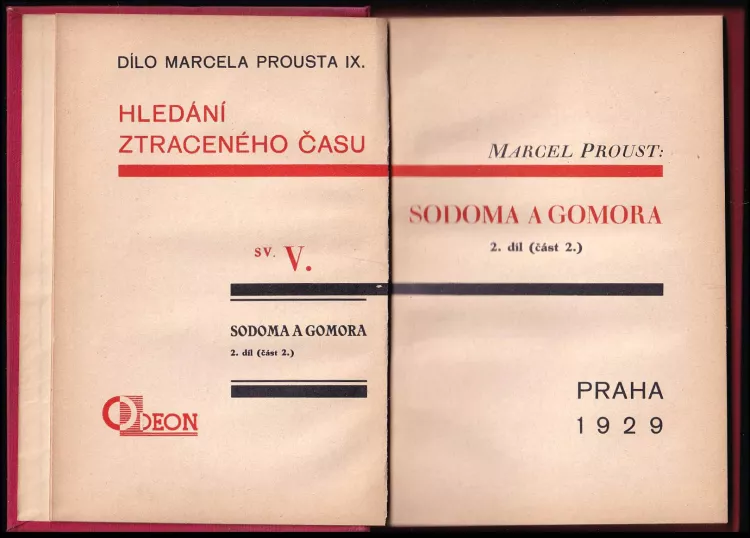 DÍLO MARCELA PROUSTA IX.
HLEDÁNÍ
ZTRACENÉHO ČASU
SV. V.
SODOMA A GOMORA
2. díl (část 2.)
ODEON
MARCEL PROUST:
SODOMA A GOMORA
2. díl (část 2.)
PRAHA
1929